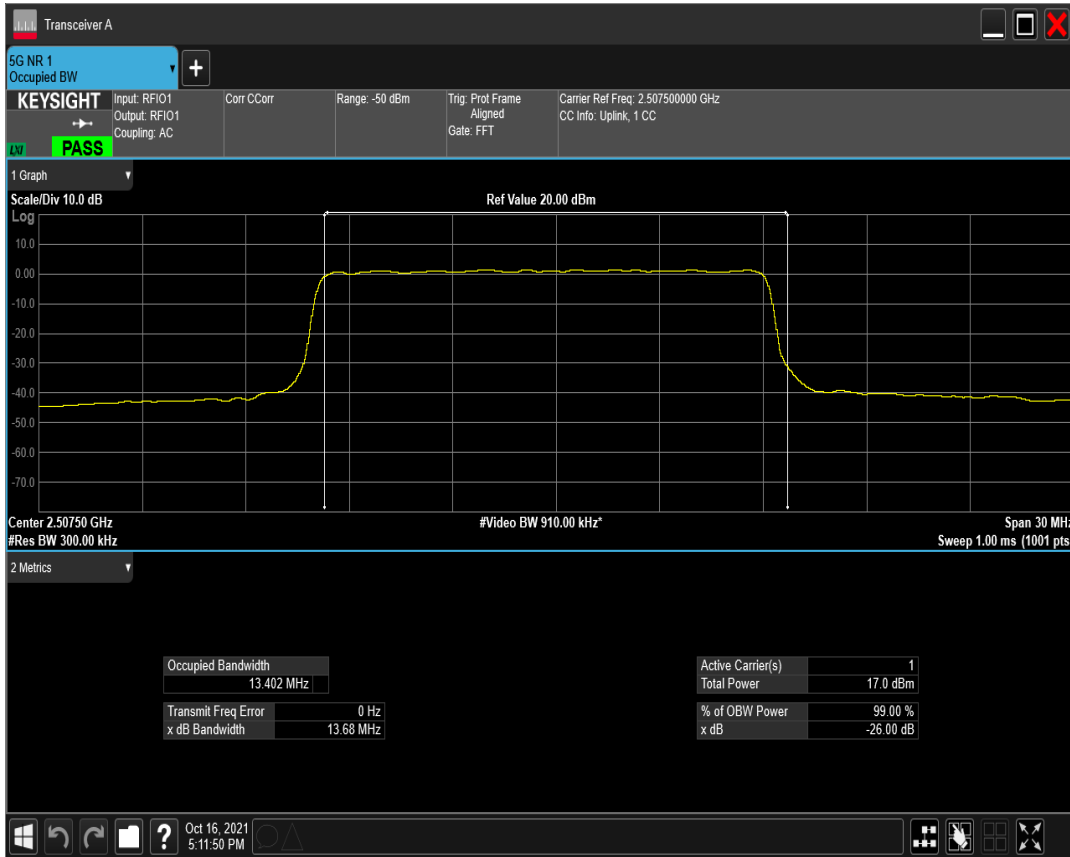 Transceiver A
5G NR 1
Occupied BW
KEYSIGHT
Input: RFIO1
Output: RFIO1
Coupling: AC
Corr CCorr
Range: -50 dBm
Trig: Prot Frame
Aligned
Gate: FFT
Carrier Ref Freq: 2.507500000 GHz
CC Info: Uplink, 1 CC
LXI
PASS
1 Graph
Scale/Div 10.0 dB
Ref Value 20.00 dBm
Log
10.0
0.00
-10.0
-20.0
-30.0
-40.0
-50.0
-60.0
-70.0
Center 2.50750 GHz
#Video BW 910.00 kHz*
Span 30 MHz
#Res BW 300.00 kHz
Sweep 1.00 ms (1001 pts
2 Metrics
Occupied Bandwidth
13.402 MHz
Transmit Freq Error 0 Hz
x dB Bandwidth 13.68 MHz
Active Carrier(s) 1
Total Power 17.0 dBm
% of OBW Power 99.00 %
x dB -26.00 dB
?
Oct 16, 2021
5:11:50 PM